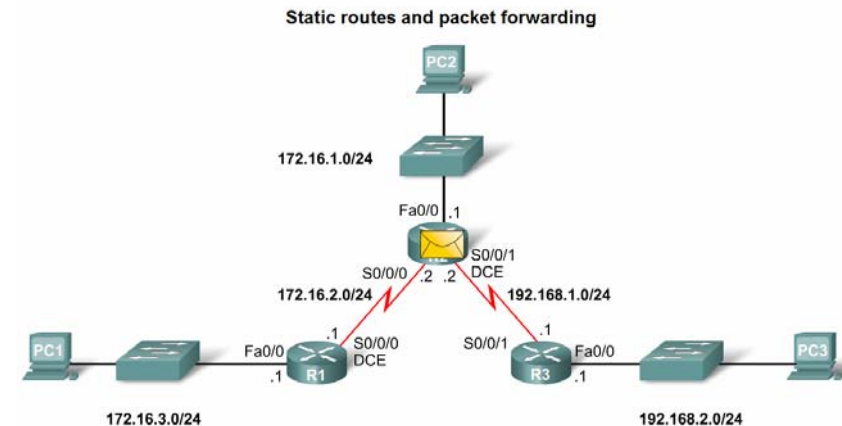 Static routes and packet forwarding
PC2
172.16.1.0/24
Fa0/0 .1
S0/0/0 .2 .2 S0/0/1
DCE
172.16.2.0/24 192.168.1.0/24
.1 S0/0/0
DCE
S0/0/1 .1
PC1 Fa0/0 .1 R1
R3 Fa0/0 .1 PC3
172.16.3.0/24 192.168.2.0/24